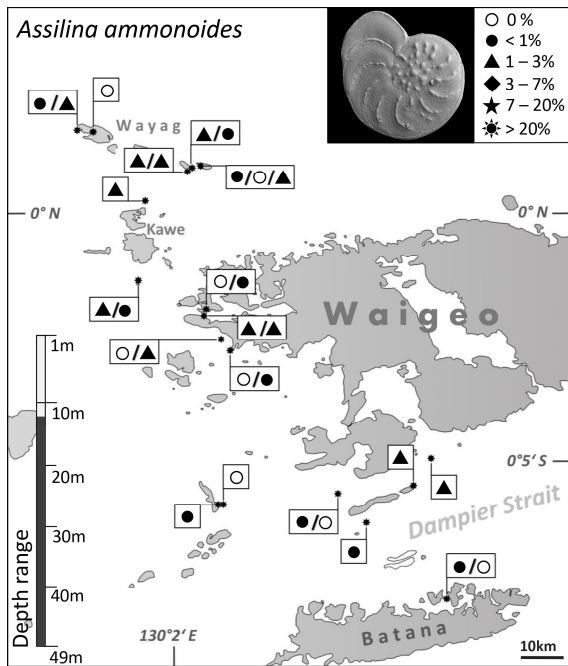 Assilina ammonoides
0 %
< 1%
1 – 3%
3 – 7%
7 – 20%
> 20%
Wayag
0° N
0° N
Kawe
Waigeo
1m
10m
20m
30m
40m
49m
Depth range
0°5‘ S
Dampier Strait
130°2‘ E
Batana
10km